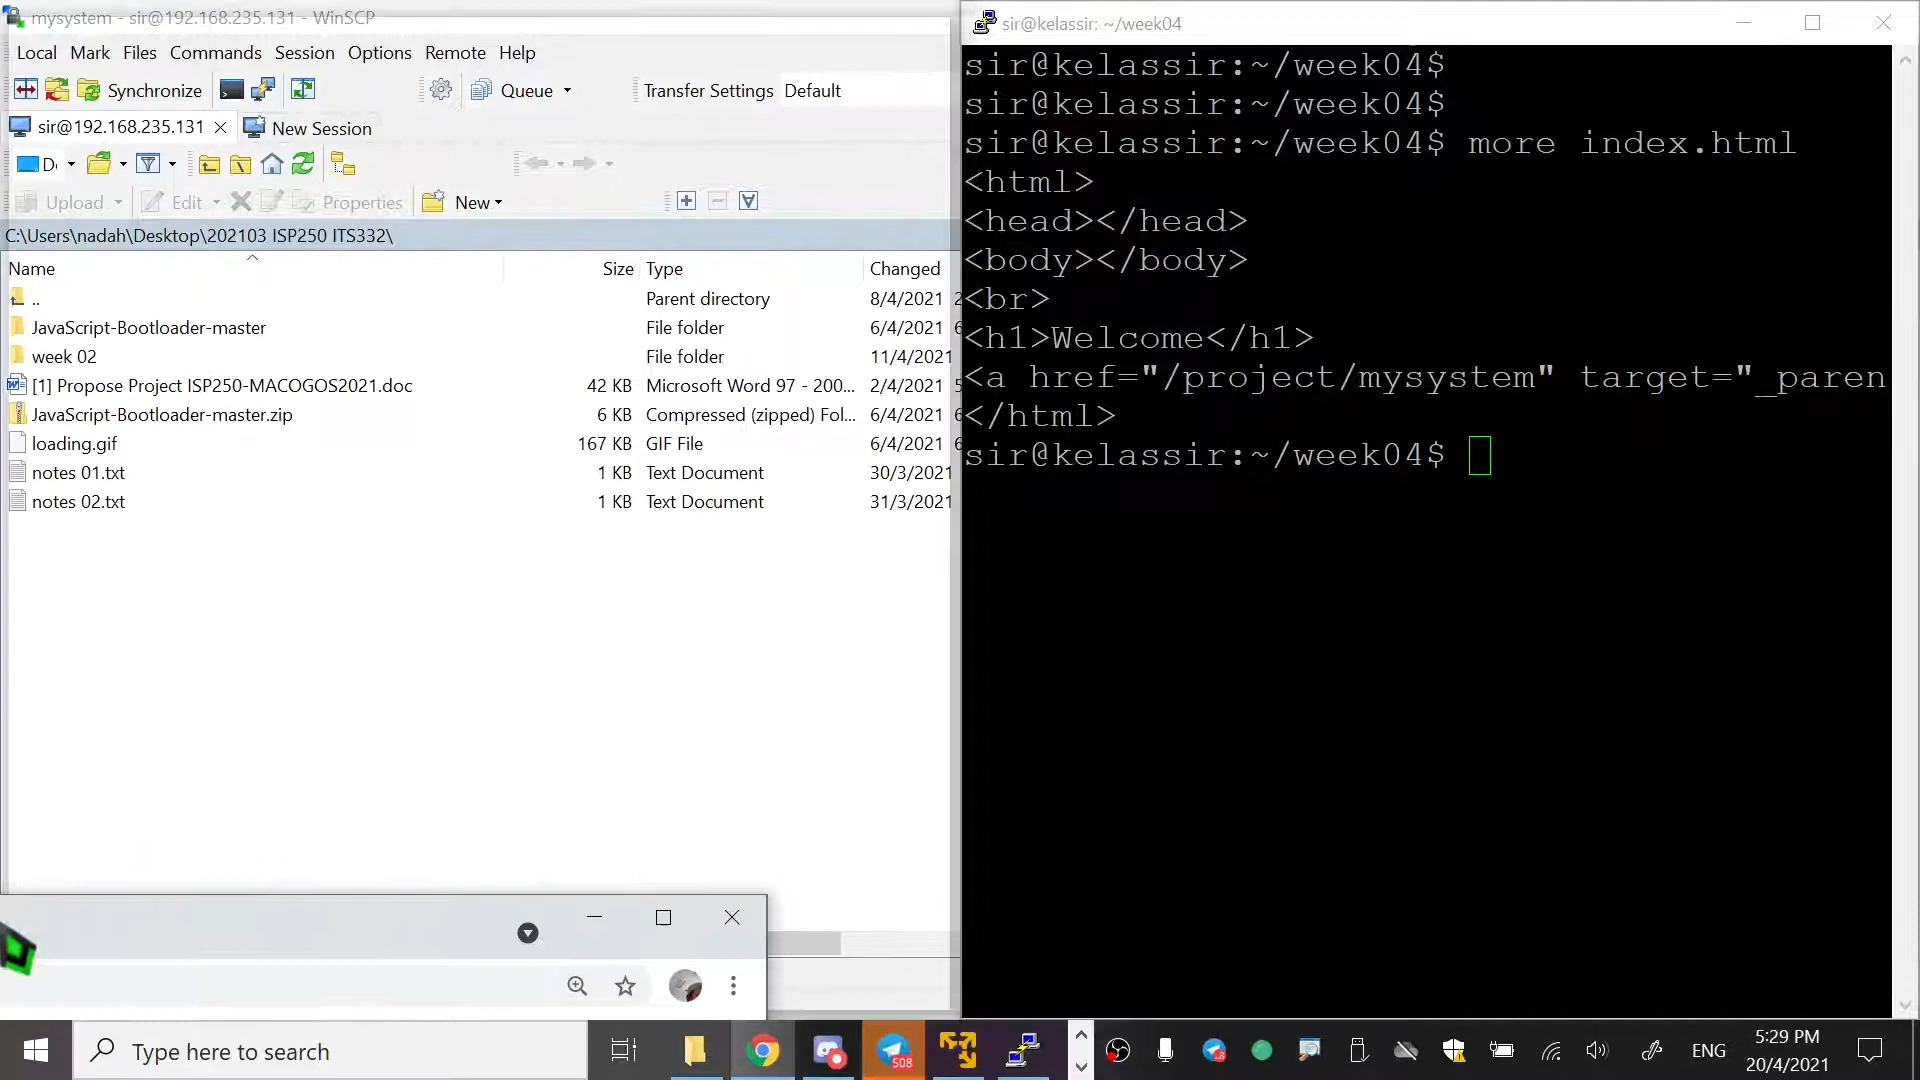 mysystem - sir@192.168.235.131 - WinSCP
Local Mark Files Commands Session Options Remote Help
Synchronize Queue Transfer Settings Default
sir@192.168.235.131 New Session
D
Upload Edit Properties New
C:\Users\nadah\Desktop\202103 ISP250 ITS332\
Name Size Type Changed
.. Parent directory 8/4/2021 2
JavaScript-Bootloader-master File folder 6/4/2021 6
week 02 File folder 11/4/2021
[1] Propose Project ISP250-MACOGOS2021.doc 42 KB Microsoft Word 97 - 200... 2/4/2021 5
JavaScript-Bootloader-master.zip 6 KB Compressed (zipped) Fol... 6/4/2021 6
loading.gif 167 KB GIF File 6/4/2021 6
notes 01.txt 1 KB Text Document 30/3/2021
notes 02.txt 1 KB Text Document 31/3/2021
sir@kelassir: ~/week04
sir@kelassir:~/week04$
sir@kelassir:~/week04$
sir@kelassir:~/week04$ more index.html
<html>
<head></head>
<body></body>
<br>
<h1>Welcome</h1>
<a href="/project/mysystem" target="_paren
</html>
sir@kelassir:~/week04$
Type here to search
508
ENG
5:29 PM
20/4/2021